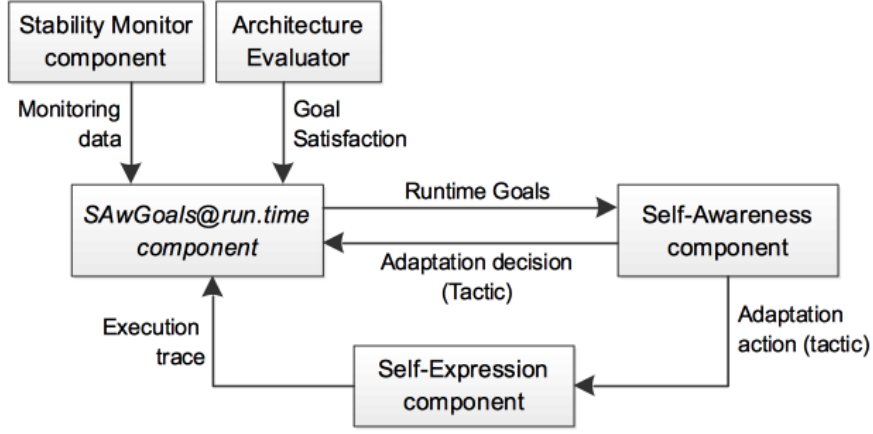 Stability Monitor
component
Architecture
Evaluator
Monitoring
data
Goal
Satisfaction
SAwGoals@run.time
component
Runtime Goals
Self-Awareness
component
Adaptation decision
(Tactic)
Execution
trace
Adaptation
action (tactic)
Self-Expression
component